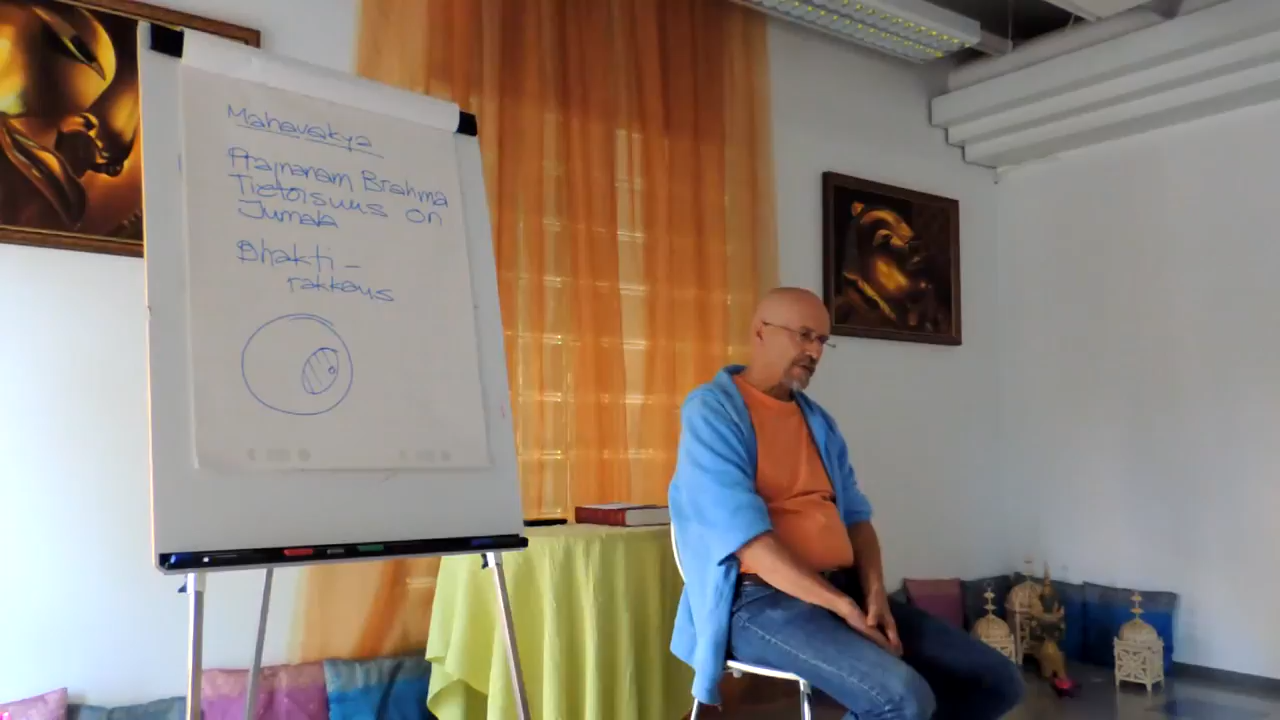 Mahavakya
Prajnanam Brahma
Tietoisuus on
Jumala
Bhakti -
rakkaus